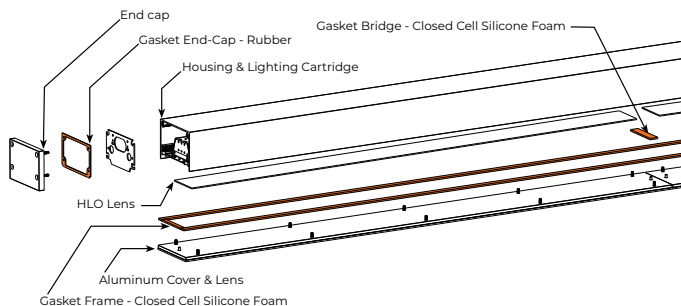 End cap
Gasket End-Cap - Rubber
Gasket Bridge - Closed Cell Silicone Foam
Housing & Lighting Cartridge
HLO Lens
Aluminum Cover & Lens
Gasket Frame - Closed Cell Silicone Foam